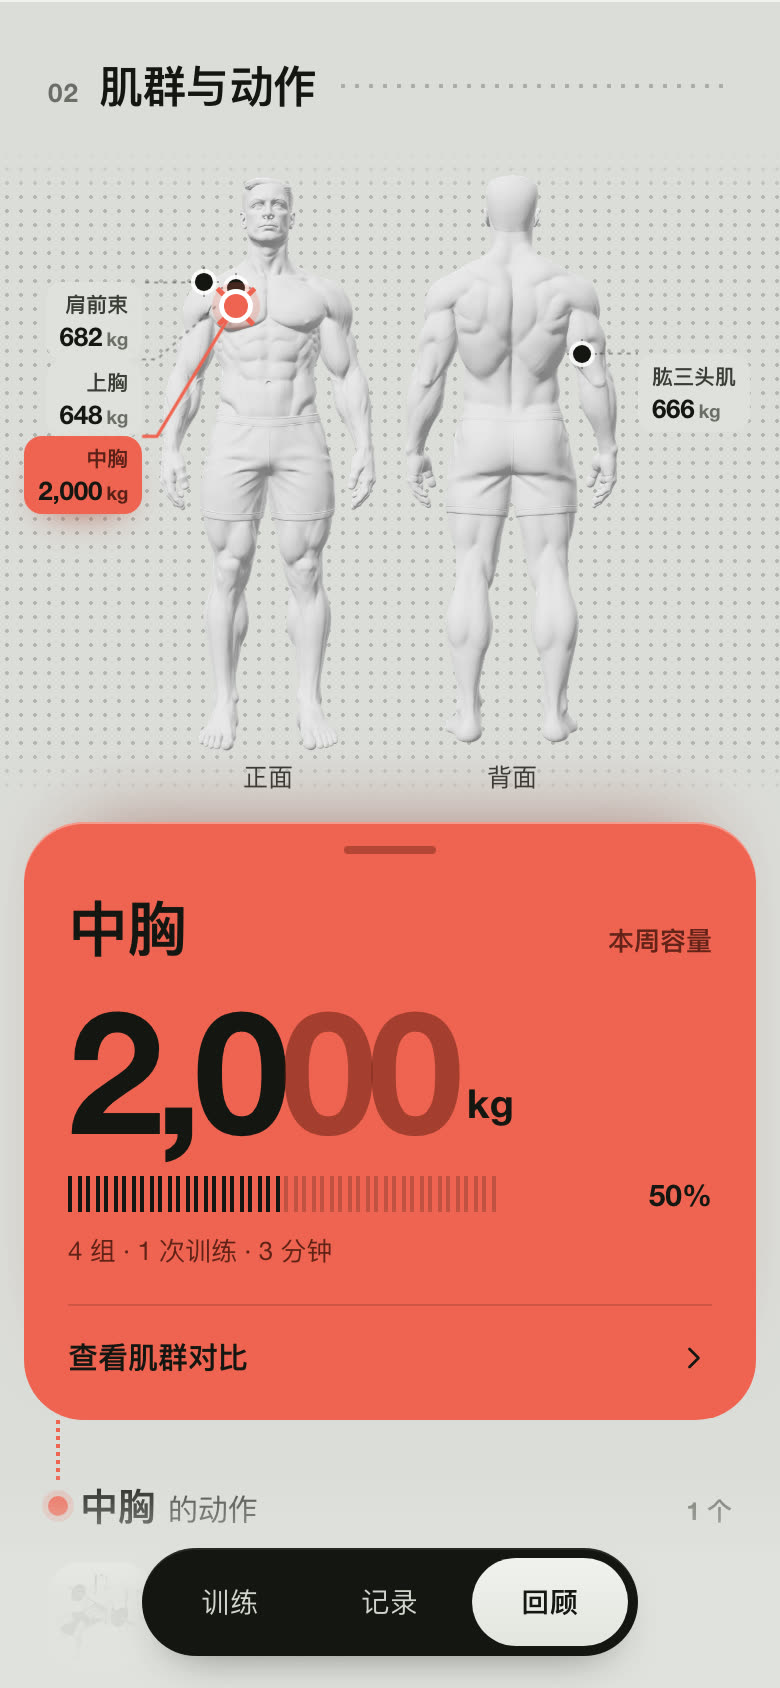 02 肌群与动作
肩前束
682 kg
上胸
648 kg
中胸
2,000 kg
肱三头肌
666 kg
正面
背面
中胸
本周容量
2,000 kg
50%
4 组 · 1 次训练 · 3 分钟
查看肌群对比
中胸 的动作
1 个
训练
记录
回顾